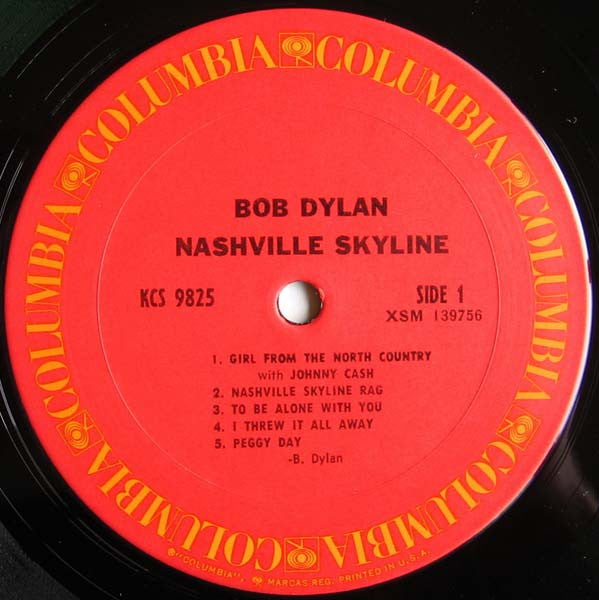 COLUMBIA COLUMBIA COLUMBIA COLUMBIA COLUMBIA COLUMBIA
BOB DYLAN
NASHVILLE SKYLINE
KCS 9825 SIDE 1
XSM 139756
1. GIRL FROM THE NORTH COUNTRY
with JOHNNY CASH
2. NASHVILLE SKYLINE RAG
3. TO BE ALONE WITH YOU
4. I THREW IT ALL AWAY
5. PEGGY DAY
-B. Dylan
®"COLUMBIA", MARCAS REG. PRINTED IN U.S.A.